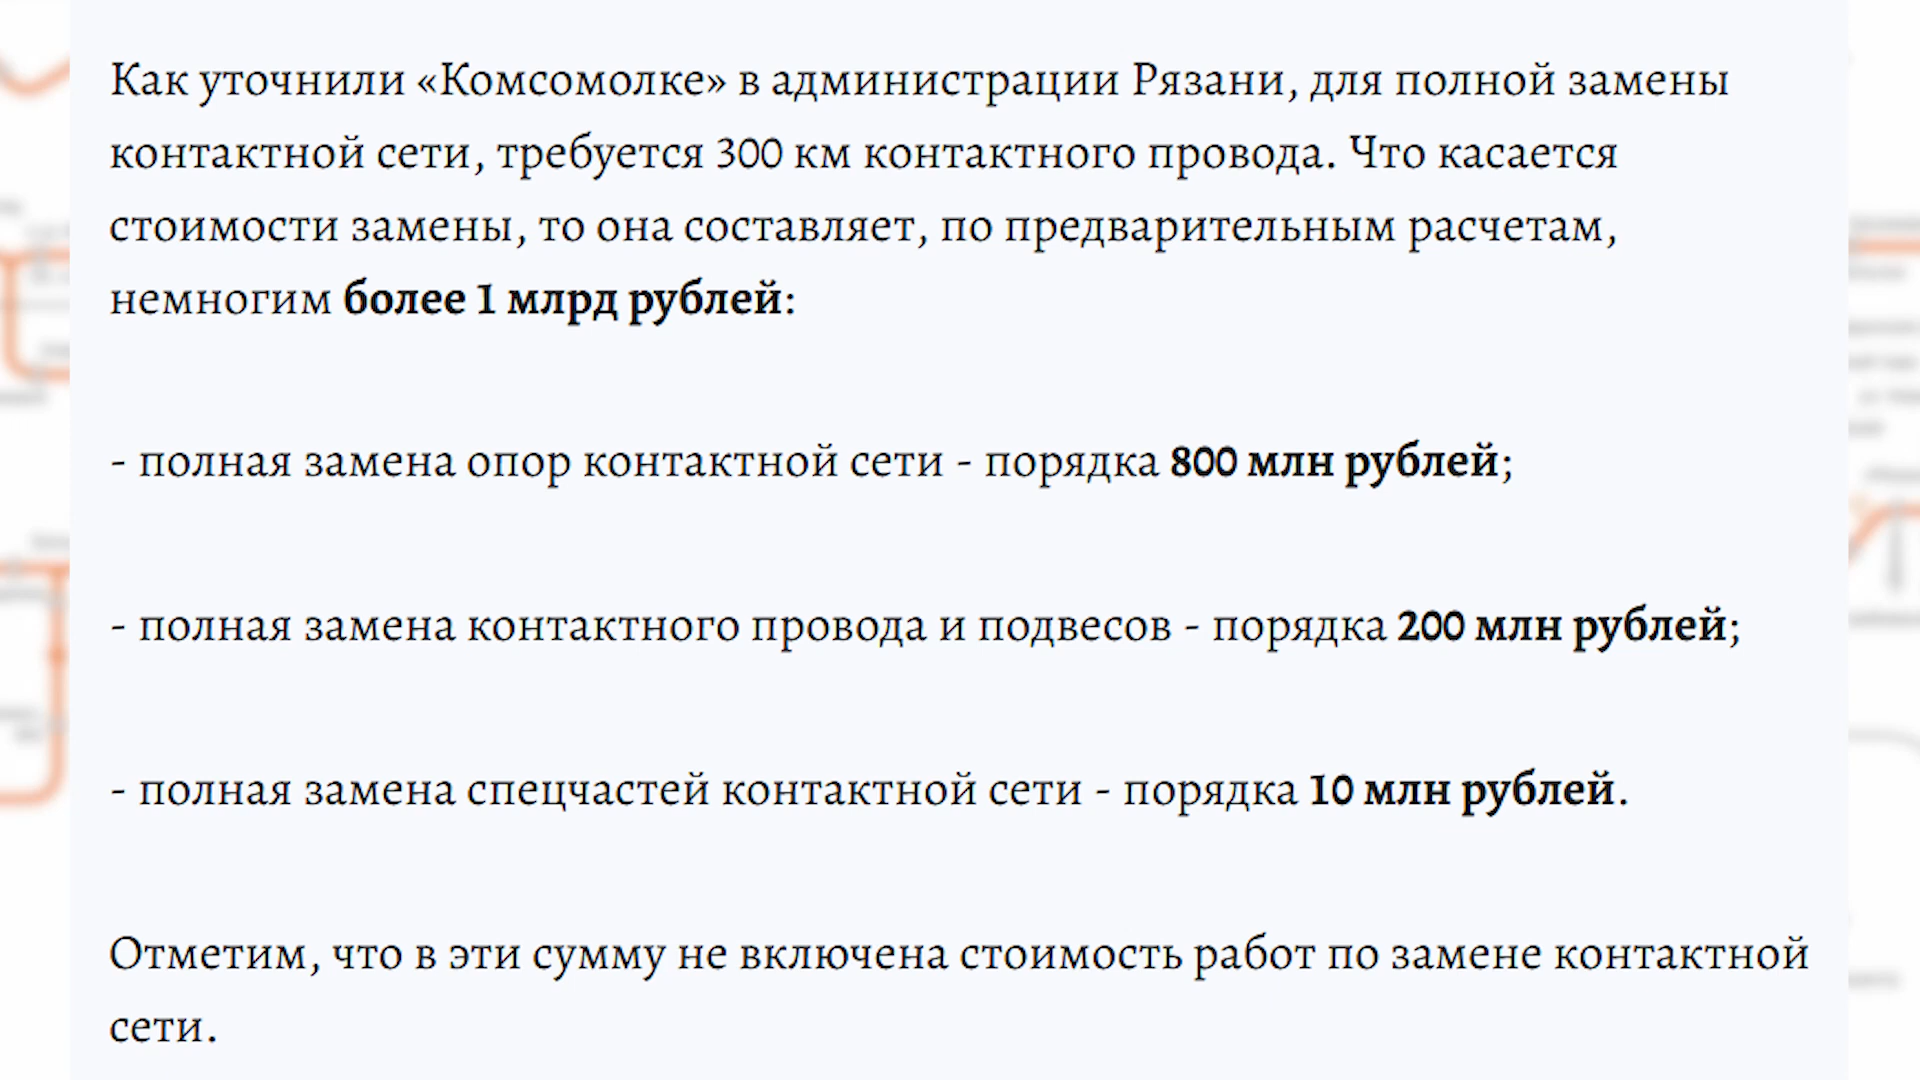 Как уточнили «Комсомолке» в администрации Рязани, для полной замены
контактной сети, требуется 300 км контактного провода. Что касается
стоимости замены, то она составляет, по предварительным расчетам,
немногим более 1 млрд рублей:
- полная замена опор контактной сети - порядка 800 млн рублей;
- полная замена контактного провода и подвесов - порядка 200 млн рублей;
- полная замена спецчастей контактной сети - порядка 10 млн рублей.
Отметим, что в эти сумму не включена стоимость работ по замене контактной
сети.